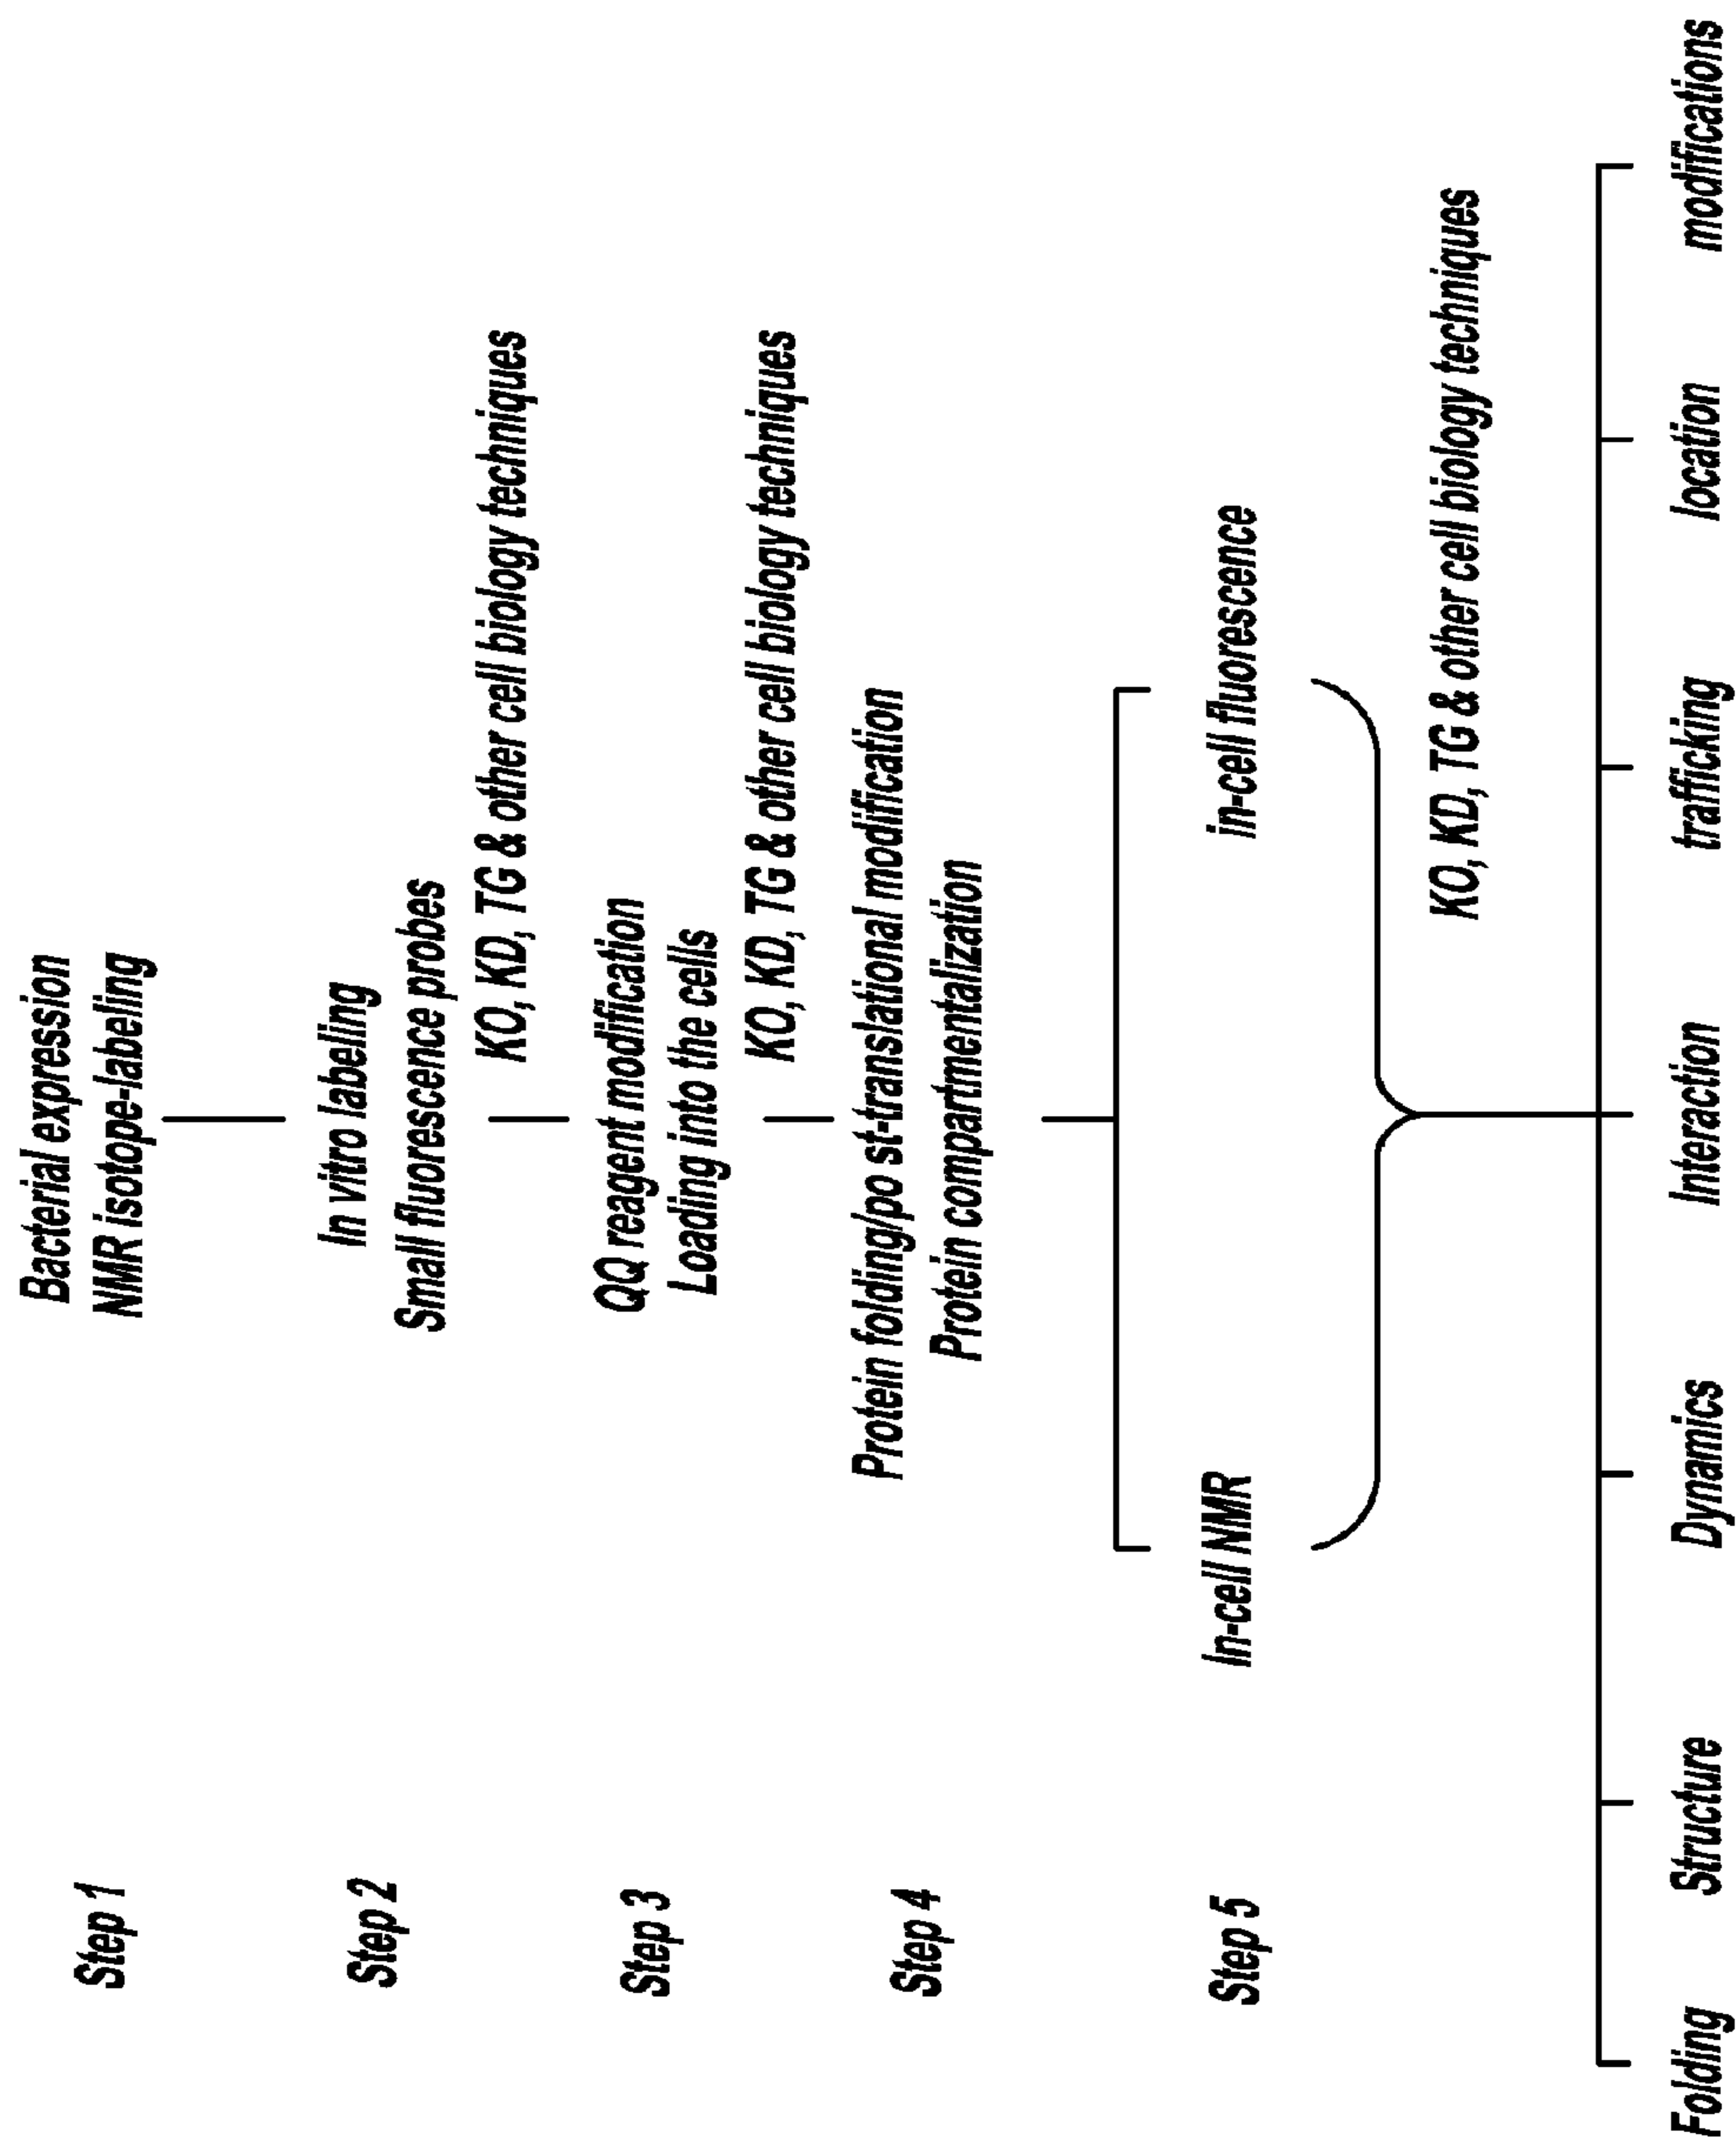 Bacterial expression
NMR isotope-labeling
Step 1
In vitro labeling
Small fluorescence probes
Step 2
KO, KD, TG & other cell biology techniques
QQ reagent modification
Loading into the cells
Step 3
KO, KD, TG & other cell biology techniques
Protein folding/po st-translational modification
Protein compartmentalization
Step 4
Step 5
in-cell NMR
in-cell fluorescence
KO, KD, TG & other cell biology techniques
Folding
Structure
Dynamics
Interaction
trafficking
location
modifications